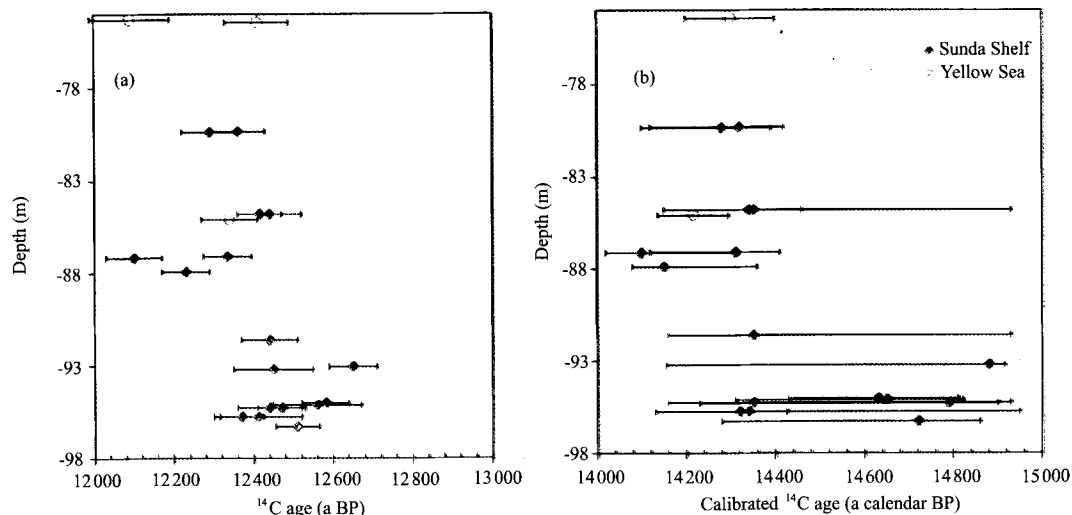 (a)
Depth (m)
-78
-83
-88
-93
-98
12 000
12 200
12 400
12 600
12 800
13 000
¹⁴C age (a BP)
(b)
Sunda Shelf
Yellow Sea
Depth (m)
-78
-83
-88
-93
-98
14 000
14 200
14 400
14 600
14 800
15 000
Calibrated ¹⁴C age (a calendar BP)